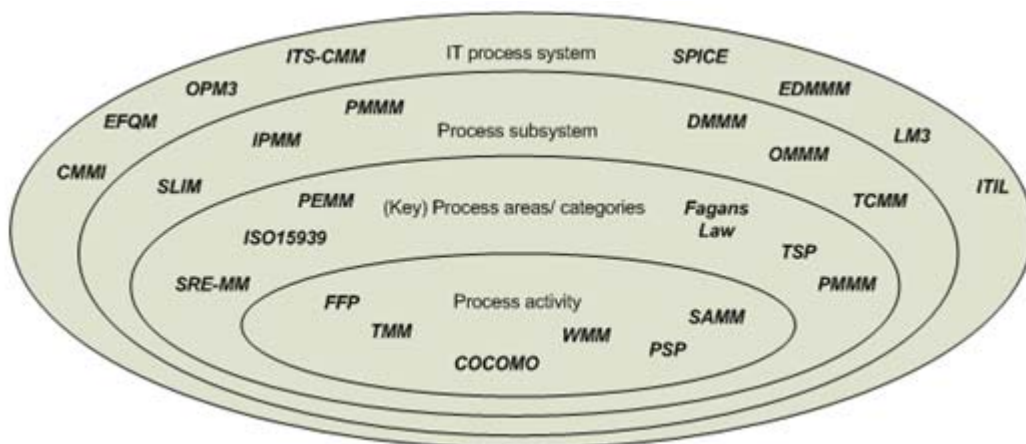 IT process system
ITS-CMM
SPICE
OPM3
EDMMM
EFQM
LM3
CMMI
ITIL
PMMM
Process subsystem
DMMM
IPMM
OMMM
SLIM
TCMM
PEMM
(Key) Process areas/ categories
Fagans
Law
ISO15939
TSP
SRE-MM
PMMM
Process activity
FFP
SAMM
TMM
WMM
PSP
COCOMO